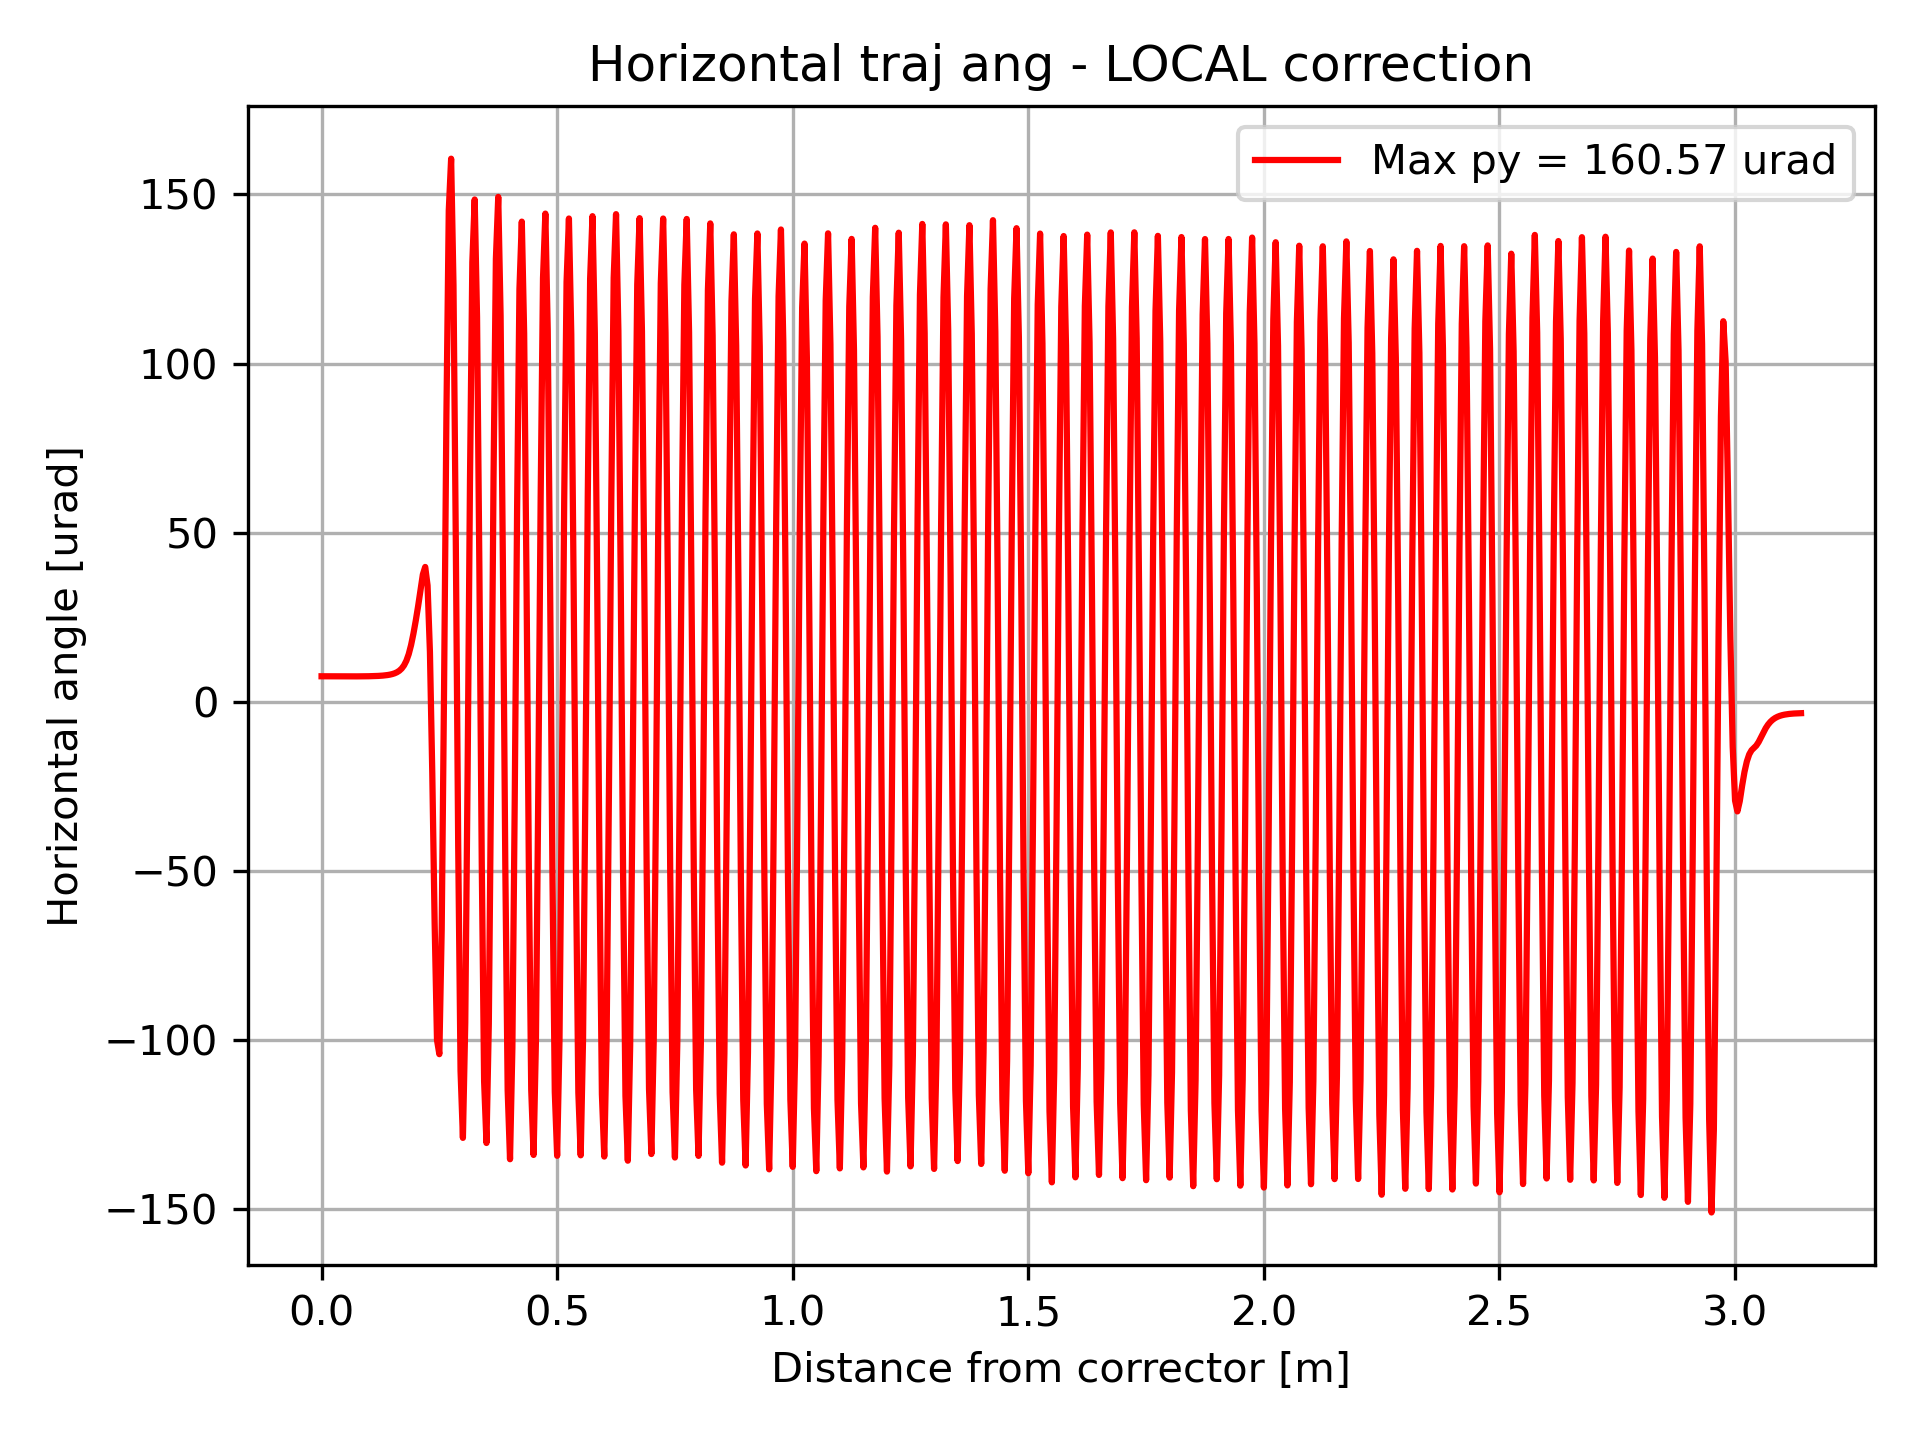 Horizontal traj ang - LOCAL correction
Max py = 160.57 urad
Horizontal angle [urad]
150
100
50
0
−50
−100
−150
0.0 0.5 1.0 1.5 2.0 2.5 3.0
Distance from corrector [m]